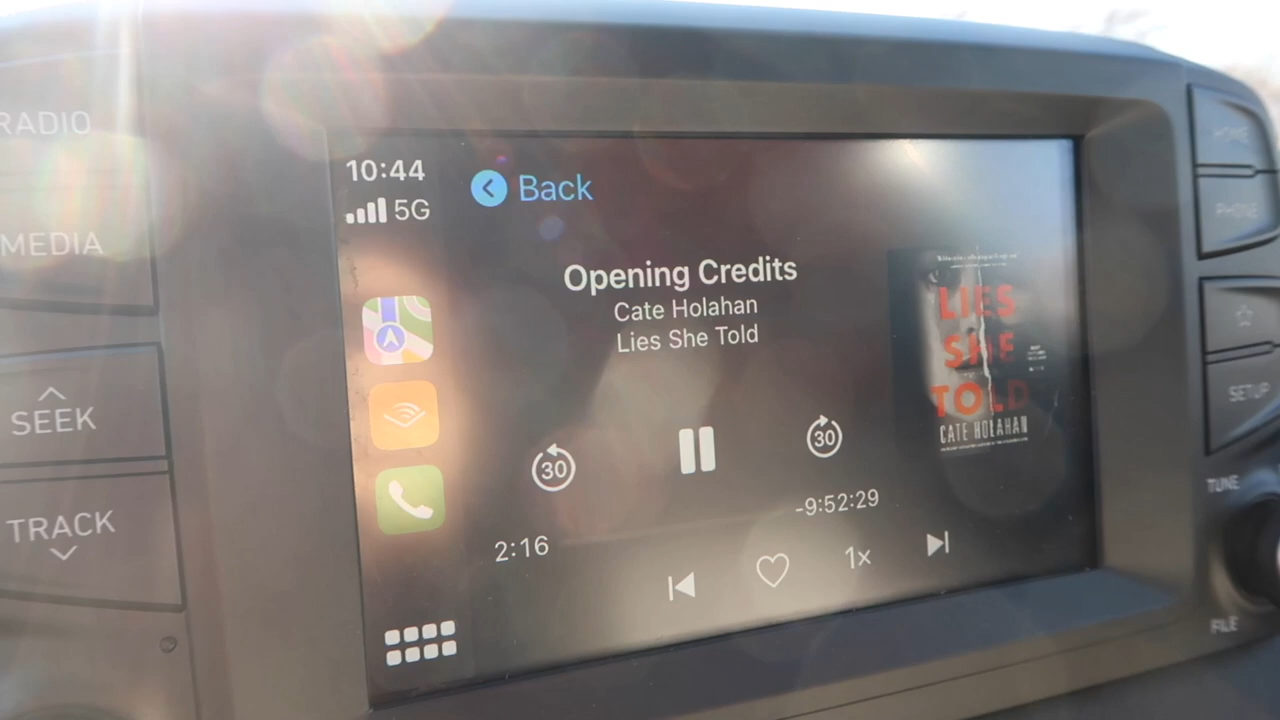 RADIO
MEDIA
SEEK
TRACK
10:44
5G
Back
Opening Credits
Cate Holahan
Lies She Told
30
30
2:16
-9:52:29
1x
LIES
SHE
TOLD
CATE HOLAHAN
HOME
PHONE
SETUP
TUNE
FILE